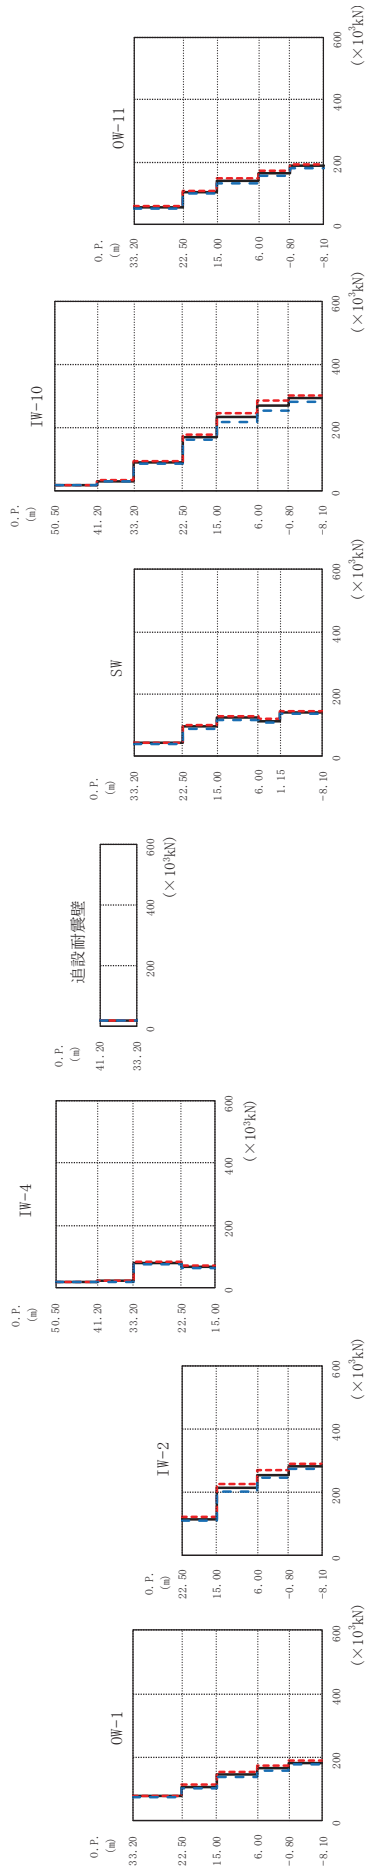 OW-1
O.P.
(m)
33.20
22.50
15.00
6.00
-0.80
-8.10
0
200
400
600
(×10³kN)
IW-2
O.P.
(m)
22.50
15.00
6.00
-0.80
-8.10
0
200
400
600
(×10³kN)
IW-4
O.P.
(m)
50.50
41.20
33.20
22.50
15.00
0
200
400
600
(×10³kN)
追設耐震壁
O.P.
(m)
41.20
33.20
0
200
400
600
(×10³kN)
SW
O.P.
(m)
33.20
22.50
15.00
6.00
1.15
-8.10
0
200
400
600
(×10³kN)
IW-10
O.P.
(m)
50.50
41.20
33.20
22.50
15.00
6.00
-0.80
-8.10
0
200
400
600
(×10³kN)
OW-11
O.P.
(m)
33.20
22.50
15.00
6.00
-0.80
-8.10
0
200
400
600
(×10³kN)